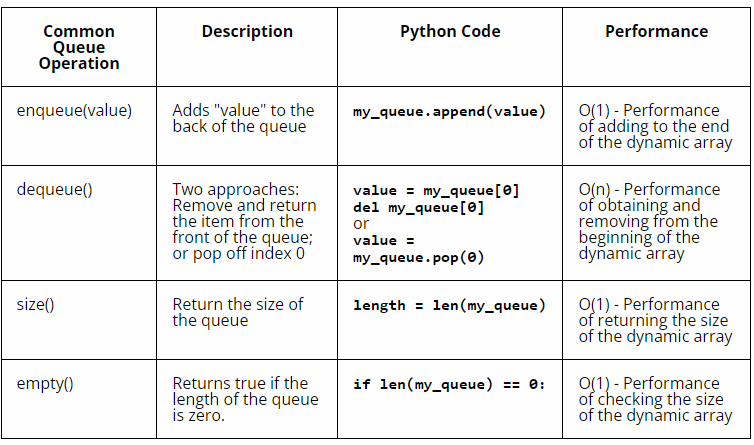 Common
Queue
Operation
Description
Python Code
Performance
enqueue(value)
Adds "value" to the
back of the queue
my_queue.append(value)
O(1) - Performance
of adding to the end
of the dynamic array
dequeue()
Two approaches:
Remove and return
the item from the
front of the queue;
or pop off index 0
value = my_queue[0]
del my_queue[0]
or
value =
my_queue.pop(0)
O(n) - Performance
of obtaining and
removing from the
beginning of the
dynamic array
size()
Return the size of
the queue
length = len(my_queue)
O(1) - Performance
of returning the size
of the dynamic array
empty()
Returns true if the
length of the queue
is zero.
if len(my_queue) == 0:
O(1) - Performance
of checking the size
of the dynamic array